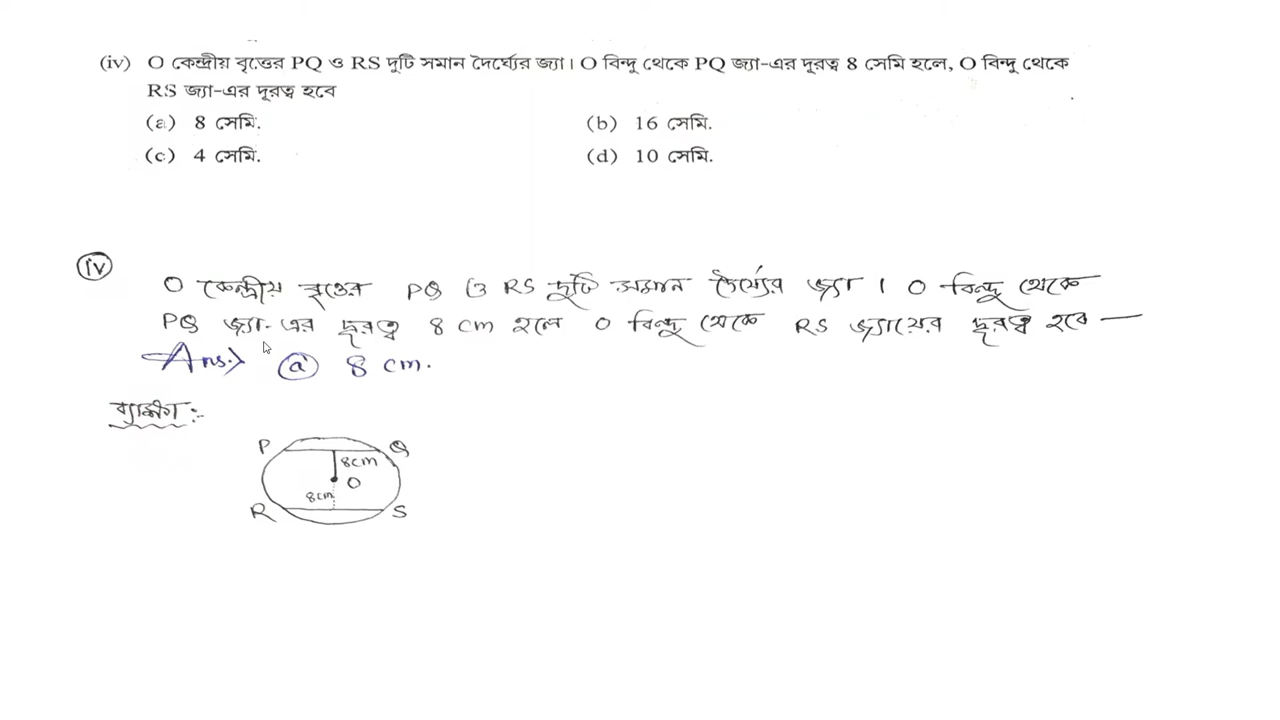 (iv) O কেন্দ্রীয় বৃত্তের PQ ও RS দুটি সমান দৈর্ঘ্যের জ্যা। O বিন্দু থেকে PQ জ্যা-এর দূরত্ব 8 সেমি হলে, O বিন্দু থেকে
RS জ্যা-এর দূরত্ব হবে
(a) 8 সেমি. (b) 16 সেমি.
(c) 4 সেমি. (d) 10 সেমি.
iv
O কেন্দ্রীয় বৃত্তের PQ ও RS দুটি সমান দৈর্ঘ্যের জ্যা। O বিন্দু থেকে
PQ জ্যা-এর দূরত্ব 8 cm হলে O বিন্দু থেকে RS জ্যায়ের দূরত্ব হবে —
Ans:> (a) 8 cm.
ব্যাখ্যা :-
P Q
8cm
O
8cm
R S